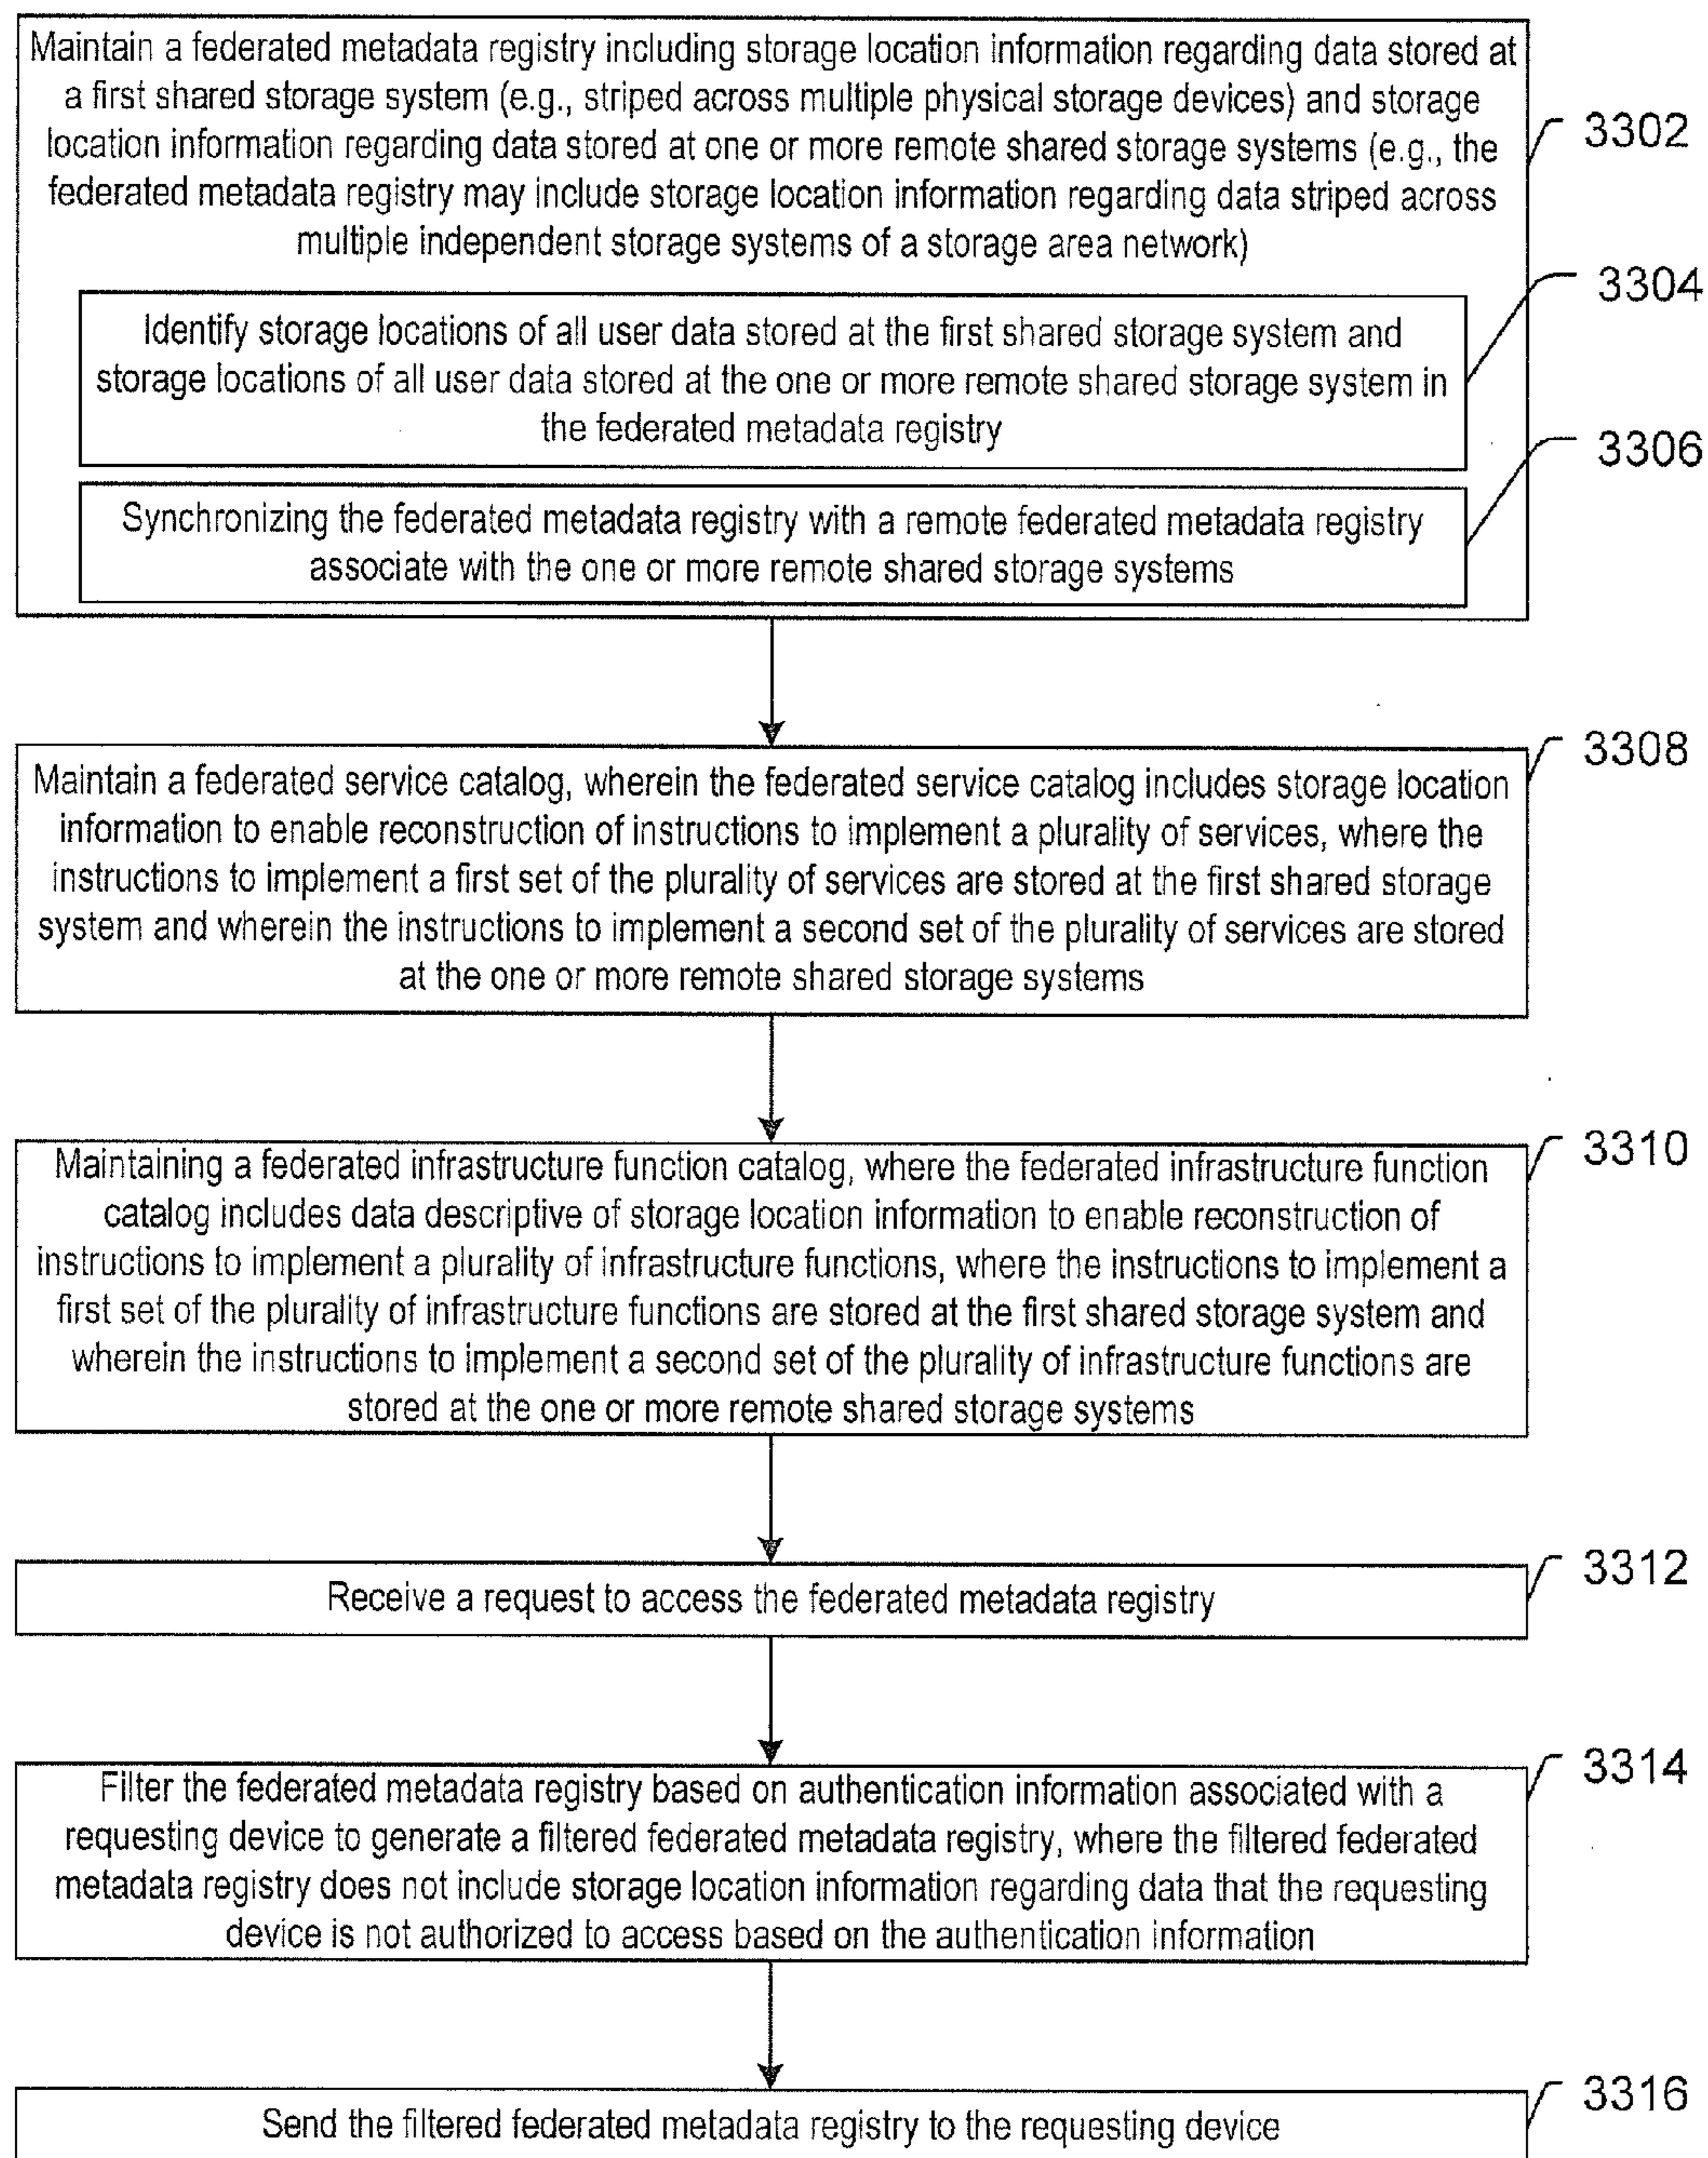 Maintain a federated metadata registry including storage location information regarding data stored at
a first shared storage system (e.g., striped across multiple physical storage devices) and storage
location information regarding data stored at one or more remote shared storage systems (e.g., the
federated metadata registry may include storage location information regarding data striped across
multiple independent storage systems of a storage area network)
3302
Identify storage locations of all user data stored at the first shared storage system and
storage locations of all user data stored at the one or more remote shared storage system in
the federated metadata registry
3304
Synchronizing the federated metadata registry with a remote federated metadata registry
associate with the one or more remote shared storage systems
3306
Maintain a federated service catalog, wherein the federated service catalog includes storage location
information to enable reconstruction of instructions to implement a plurality of services, where the
instructions to implement a first set of the plurality of services are stored at the first shared storage
system and wherein the instructions to implement a second set of the plurality of services are stored
at the one or more remote shared storage systems
3308
Maintaining a federated infrastructure function catalog, where the federated infrastructure function
catalog includes data descriptive of storage location information to enable reconstruction of
instructions to implement a plurality of infrastructure functions, where the instructions to implement a
first set of the plurality of infrastructure functions are stored at the first shared storage system and
wherein the instructions to implement a second set of the plurality of infrastructure functions are
stored at the one or more remote shared storage systems
3310
Receive a request to access the federated metadata registry
3312
Filter the federated metadata registry based on authentication information associated with a
requesting device to generate a filtered federated metadata registry, where the filtered federated
metadata registry does not include storage location information regarding data that the requesting
device is not authorized to access based on the authentication information
3314
Send the filtered federated metadata registry to the requesting device
3316